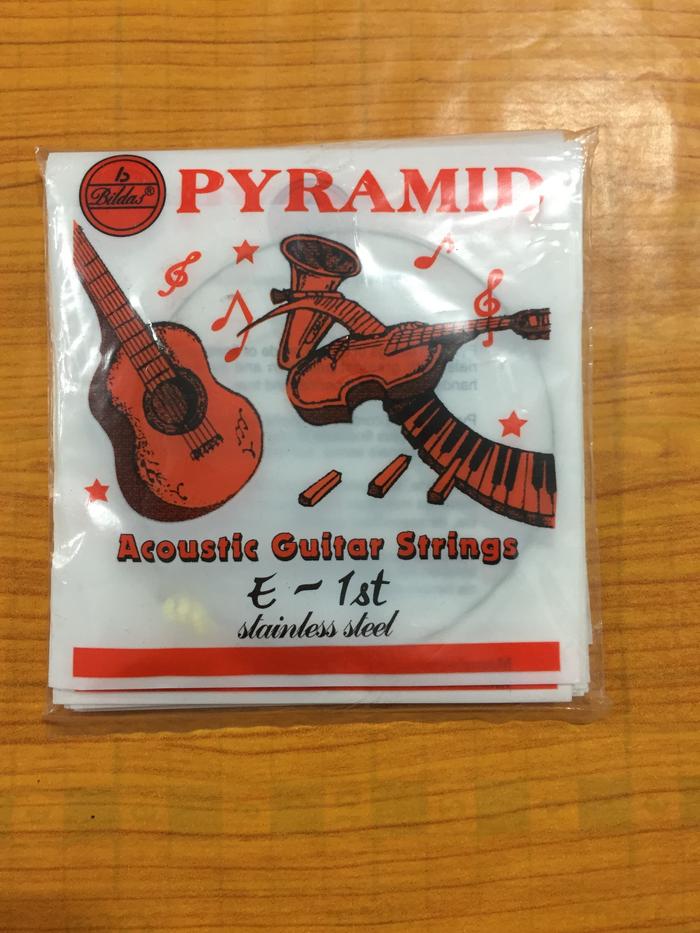 b
Bildas®
PYRAMID
Acoustic Guitar Strings
E ~ 1st
stainless steel